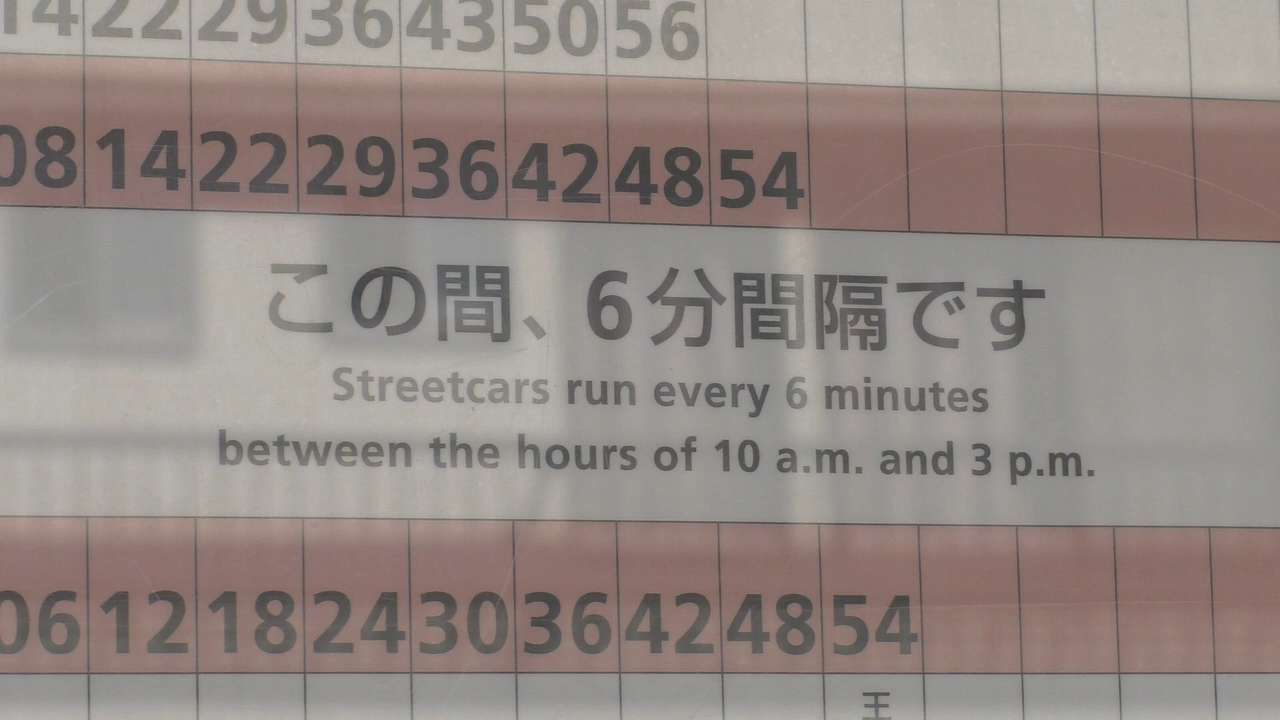 14 22 29 36 43 50 56
08 14 22 29 36 42 48 54
この間、6分間隔です
Streetcars run every 6 minutes
between the hours of 10 a.m. and 3 p.m.
06 12 18 24 30 36 42 48 54
王